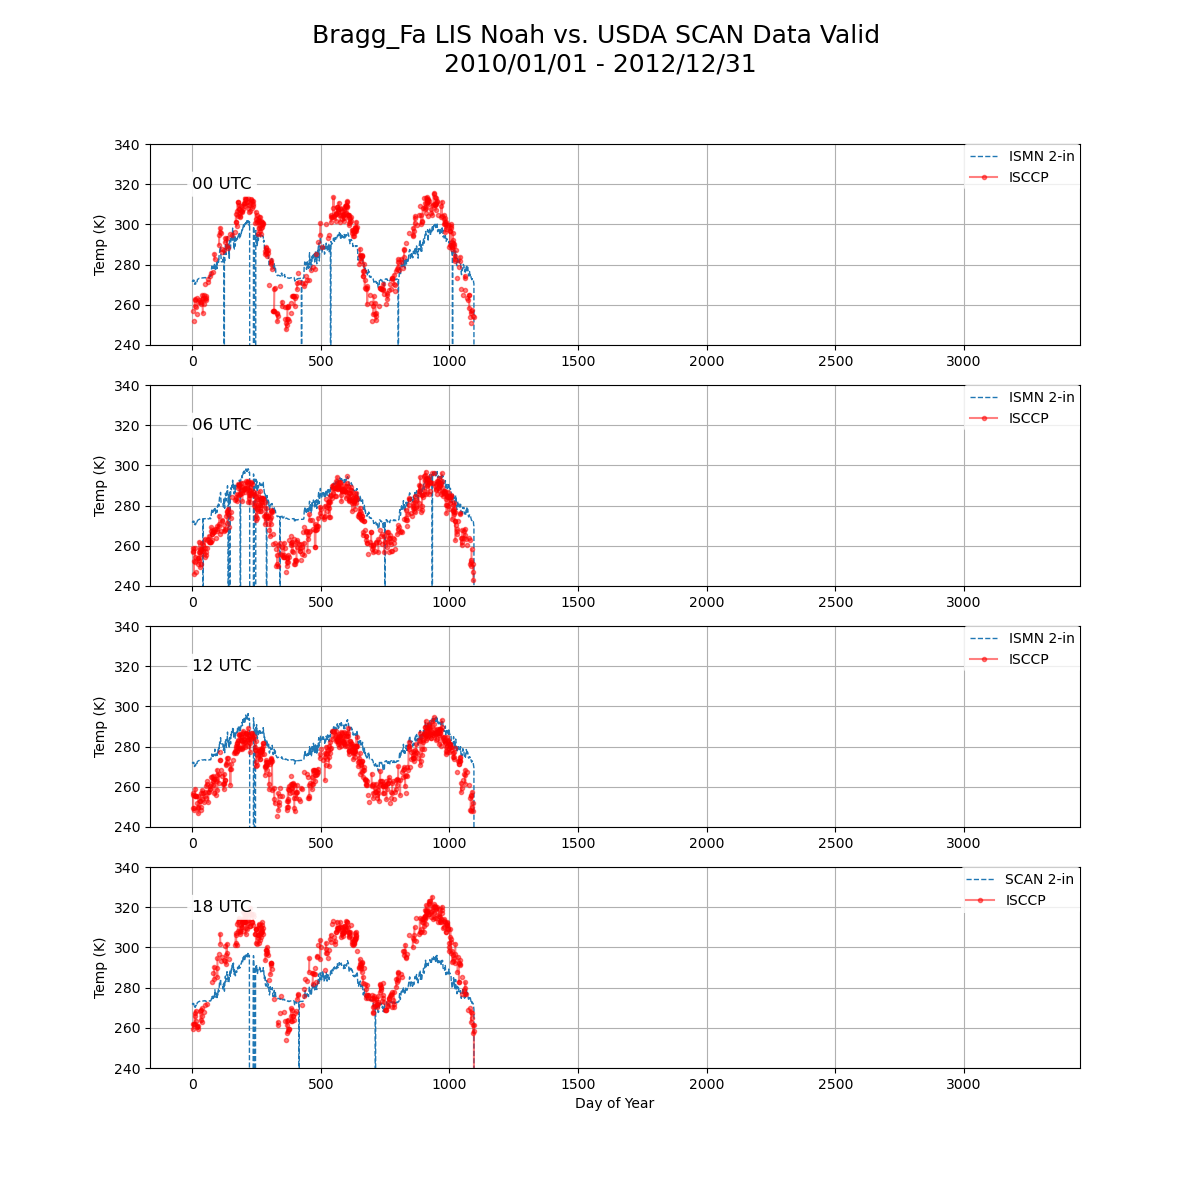 Bragg_Fa LIS Noah vs. USDA SCAN Data Valid
2010/01/01 - 2012/12/31
340
320
300
280
260
240
Temp (K)
00 UTC
ISMN 2-in
ISCCP
0 500 1000 1500 2000 2500 3000
340
320
300
280
260
240
Temp (K)
06 UTC
ISMN 2-in
ISCCP
0 500 1000 1500 2000 2500 3000
340
320
300
280
260
240
Temp (K)
12 UTC
ISMN 2-in
ISCCP
0 500 1000 1500 2000 2500 3000
340
320
300
280
260
240
Temp (K)
18 UTC
SCAN 2-in
ISCCP
0 500 1000 1500 2000 2500 3000
Day of Year